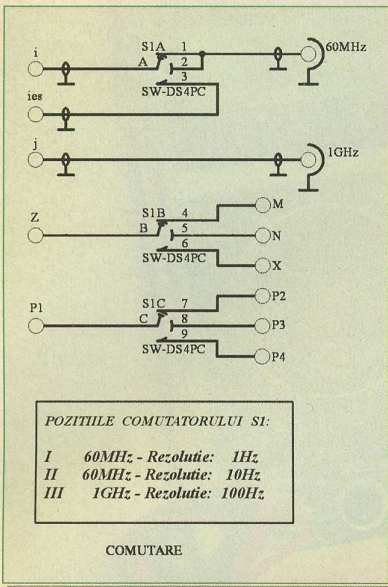 i
S1A 1
60MHz
A 2
3
SW-DS4PC
ies
j
1GHz
M
S1B 4
Z
B 5
N
6
SW-DS4PC
X
P2
S1C 7
P1
C 8
P3
9
SW-DS4PC
P4
POZITIILE COMUTATORULUI S1:
I 60MHz - Rezolutie: 1Hz
II 60MHz - Rezolutie: 10Hz
III 1GHz - Rezolutie: 100Hz
COMUTARE